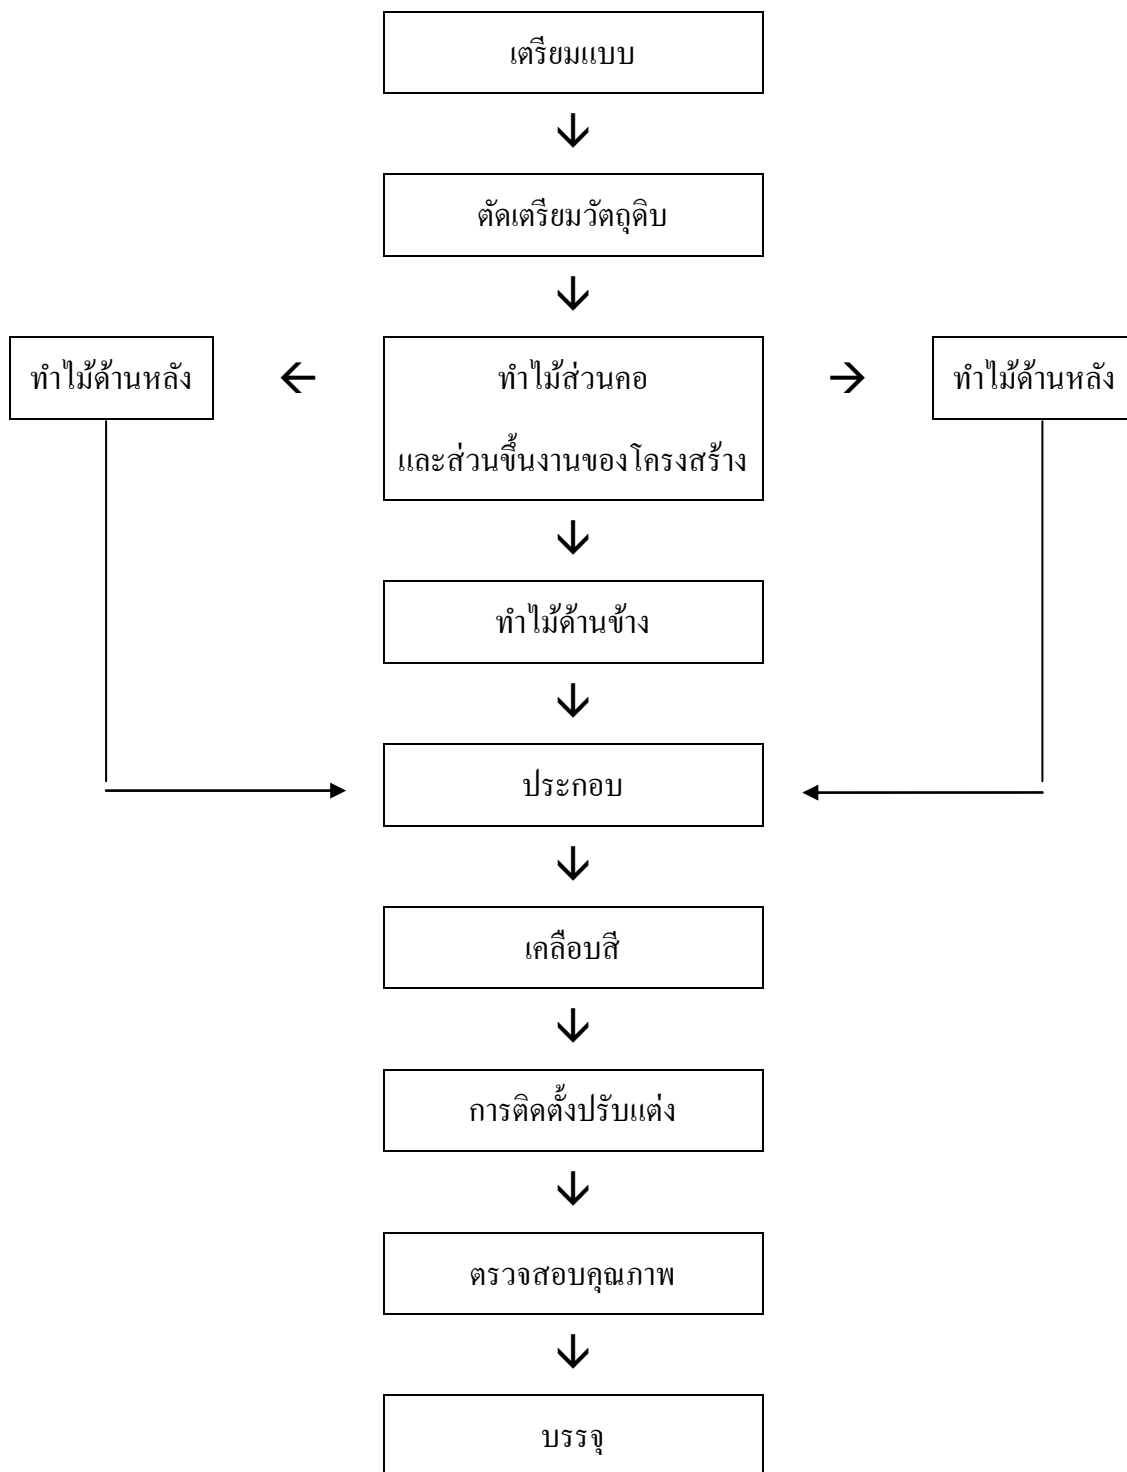 เตรียมแบบ
ตัดเตรียมวัตถุดิบ
ทำไม้ด้านหลัง
ทำไม้ส่วนคอ
และส่วนขึ้นงานของโครงสร้าง
ทำไม้ด้านหลัง
ทำไม้ด้านข้าง
ประกอบ
เคลือบสี
การติดตั้งปรับแต่ง
ตรวจสอบคุณภาพ
บรรจุ